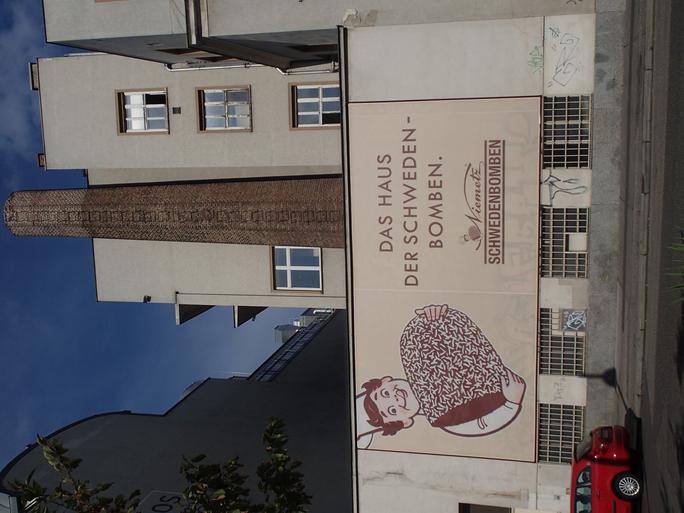 DAS HAUS
DER SCHWEDEN-
BOMBEN.
Niemetz
SCHWEDENBOMBEN